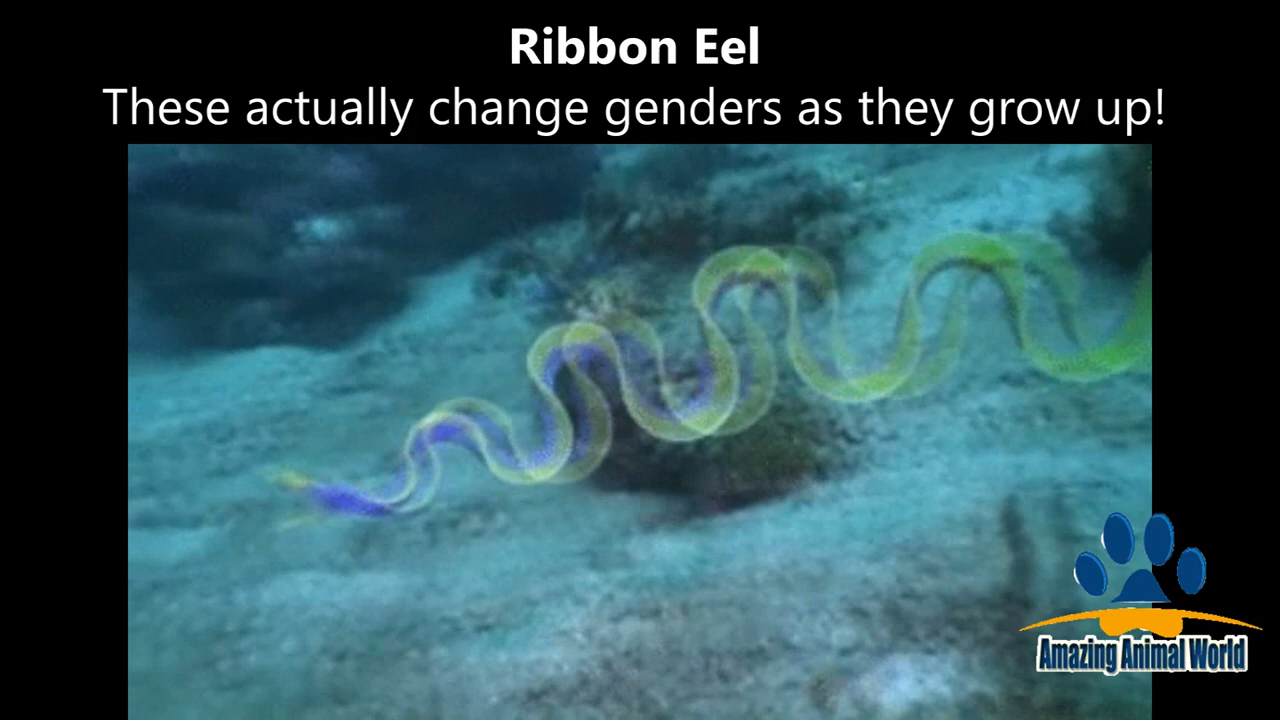 Ribbon Eel
These actually change genders as they grow up!
Amazing Animal World